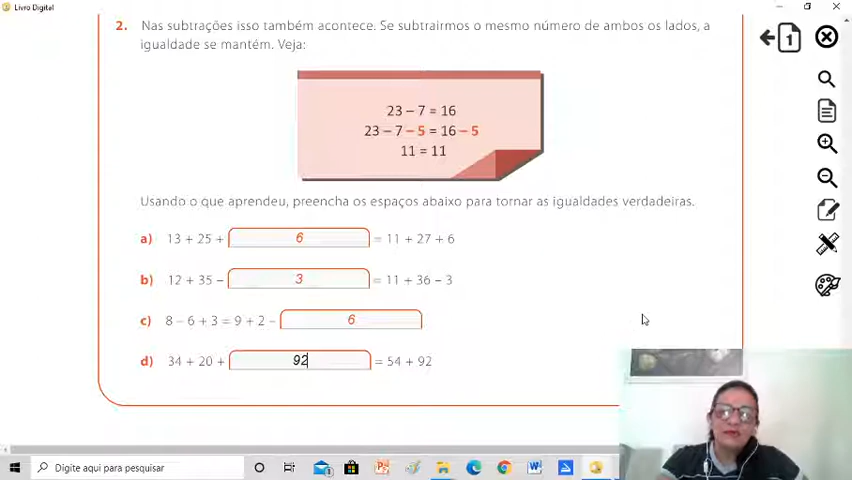 Livro Digital
2. Nas subtrações isso também acontece. Se subtrairmos o mesmo número de ambos os lados, a
igualdade se mantém. Veja:
23 – 7 = 16
23 – 7 – 5 = 16 – 5
11 = 11
Usando o que aprendeu, preencha os espaços abaixo para tornar as igualdades verdadeiras.
a) 13 + 25 + 6 = 11 + 27 + 6
b) 12 + 35 – 3 = 11 + 36 – 3
c) 8 – 6 + 3 = 9 + 2 – 6
d) 34 + 20 + 92 = 54 + 92
1
Digite aqui para pesquisar